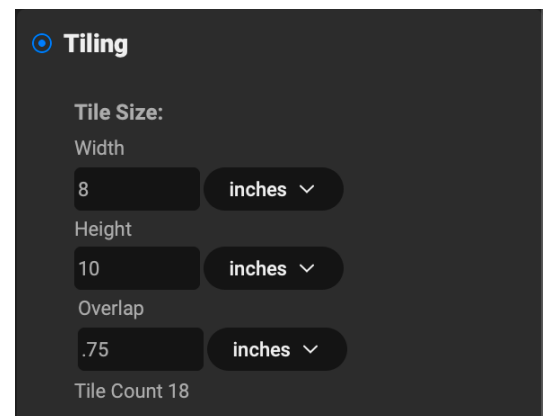 Tiling
Tile Size:
Width
8 inches
Height
10 inches
Overlap
.75 inches
Tile Count 18